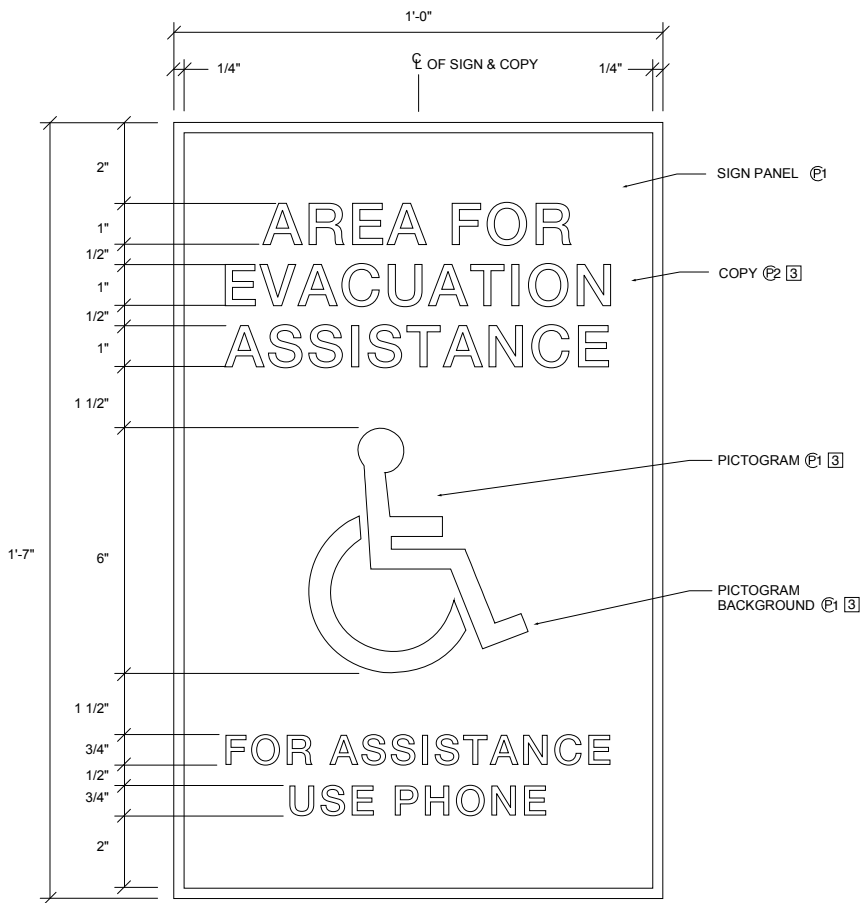 1'-0"
1/4" ℄ OF SIGN & COPY 1/4"
2"
SIGN PANEL P1
AREA FOR
1"
1/2"
EVACUATION
COPY P2 3
1"
1/2"
ASSISTANCE
1"
1 1/2"
PICTOGRAM P1 3
1'-7"
6"
PICTOGRAM
BACKGROUND P1 3
1 1/2"
FOR ASSISTANCE
3/4"
1/2"
USE PHONE
3/4"
2"